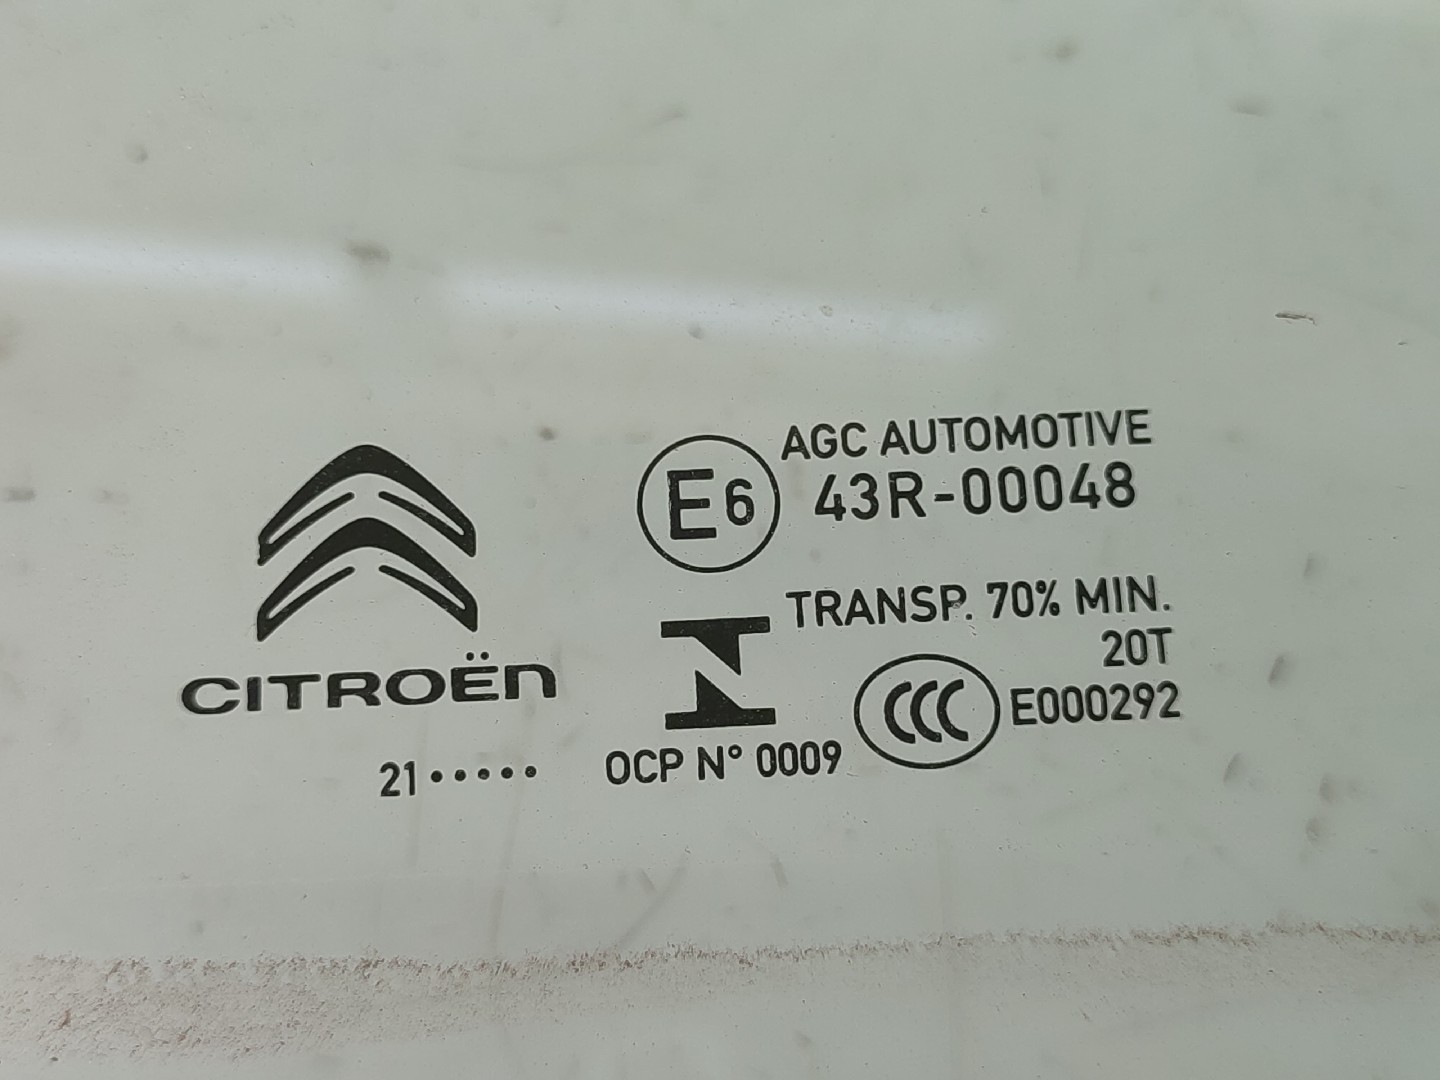 AGC AUTOMOTIVE
E6 43R-00048
TRANSP. 70% MIN.
20T
CCC E000292
CITROËN
21•••••
OCP N° 0009